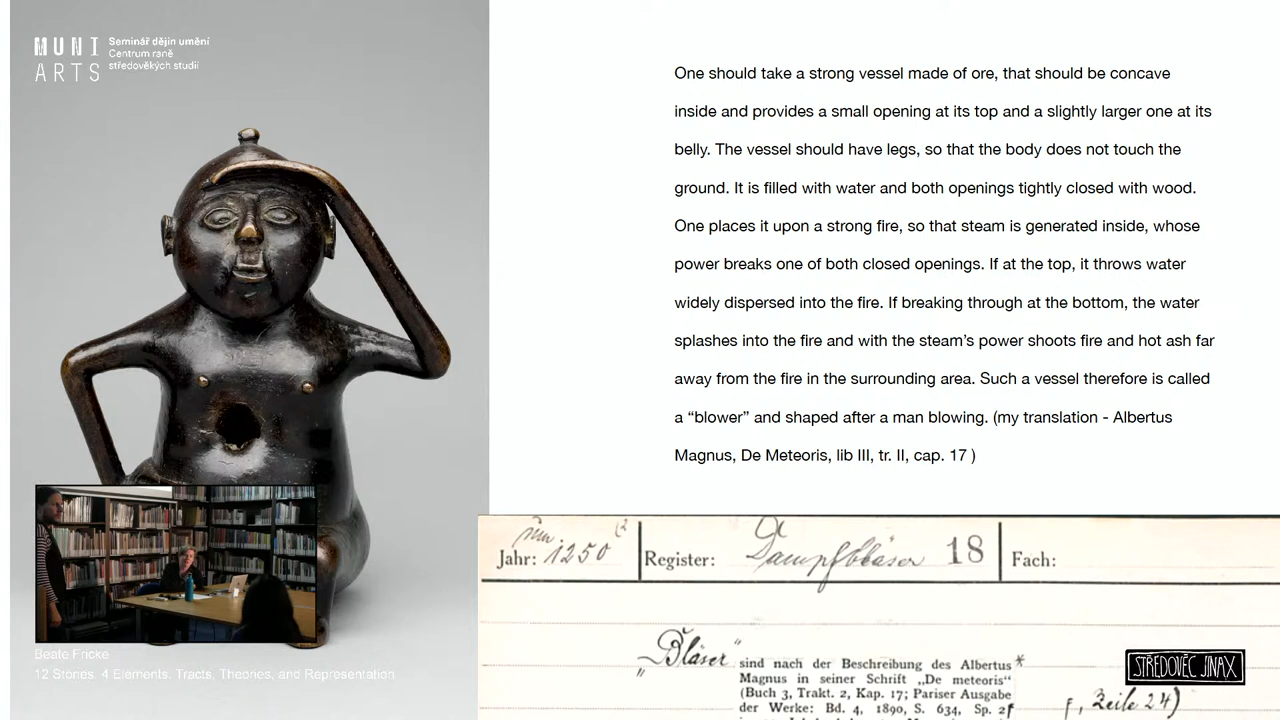 MUNI
ARTS
Seminář dějin umění
Centrum raně
středověkých studií
One should take a strong vessel made of ore, that should be concave
inside and provides a small opening at its top and a slightly larger one at its
belly. The vessel should have legs, so that the body does not touch the
ground. It is filled with water and both openings tightly closed with wood.
One places it upon a strong fire, so that steam is generated inside, whose
power breaks one of both closed openings. If at the top, it throws water
widely dispersed into the fire. If breaking through at the bottom, the water
splashes into the fire and with the steam’s power shoots fire and hot ash far
away from the fire in the surrounding area. Such a vessel therefore is called
a “blower” and shaped after a man blowing. (my translation - Albertus
Magnus, De Meteoris, lib III, tr. II, cap. 17 )
Jahr: 1250 Register: Dampfbläser 18 Fach:
„Bläser“ sind nach der Beschreibung des Albertus *
Magnus in seiner Schrift „De meteoris“
(Buch 3, Trakt. 2, Kap. 17; Pariser Ausgabe
der Werke: Bd. 4, 1890, S. 634, Sp. 2 f, Zeile 24)
Beate Fricke
12 Stories. 4 Elements. Tracts, Theories, and Representation
STŘEDOVĚC JINAX